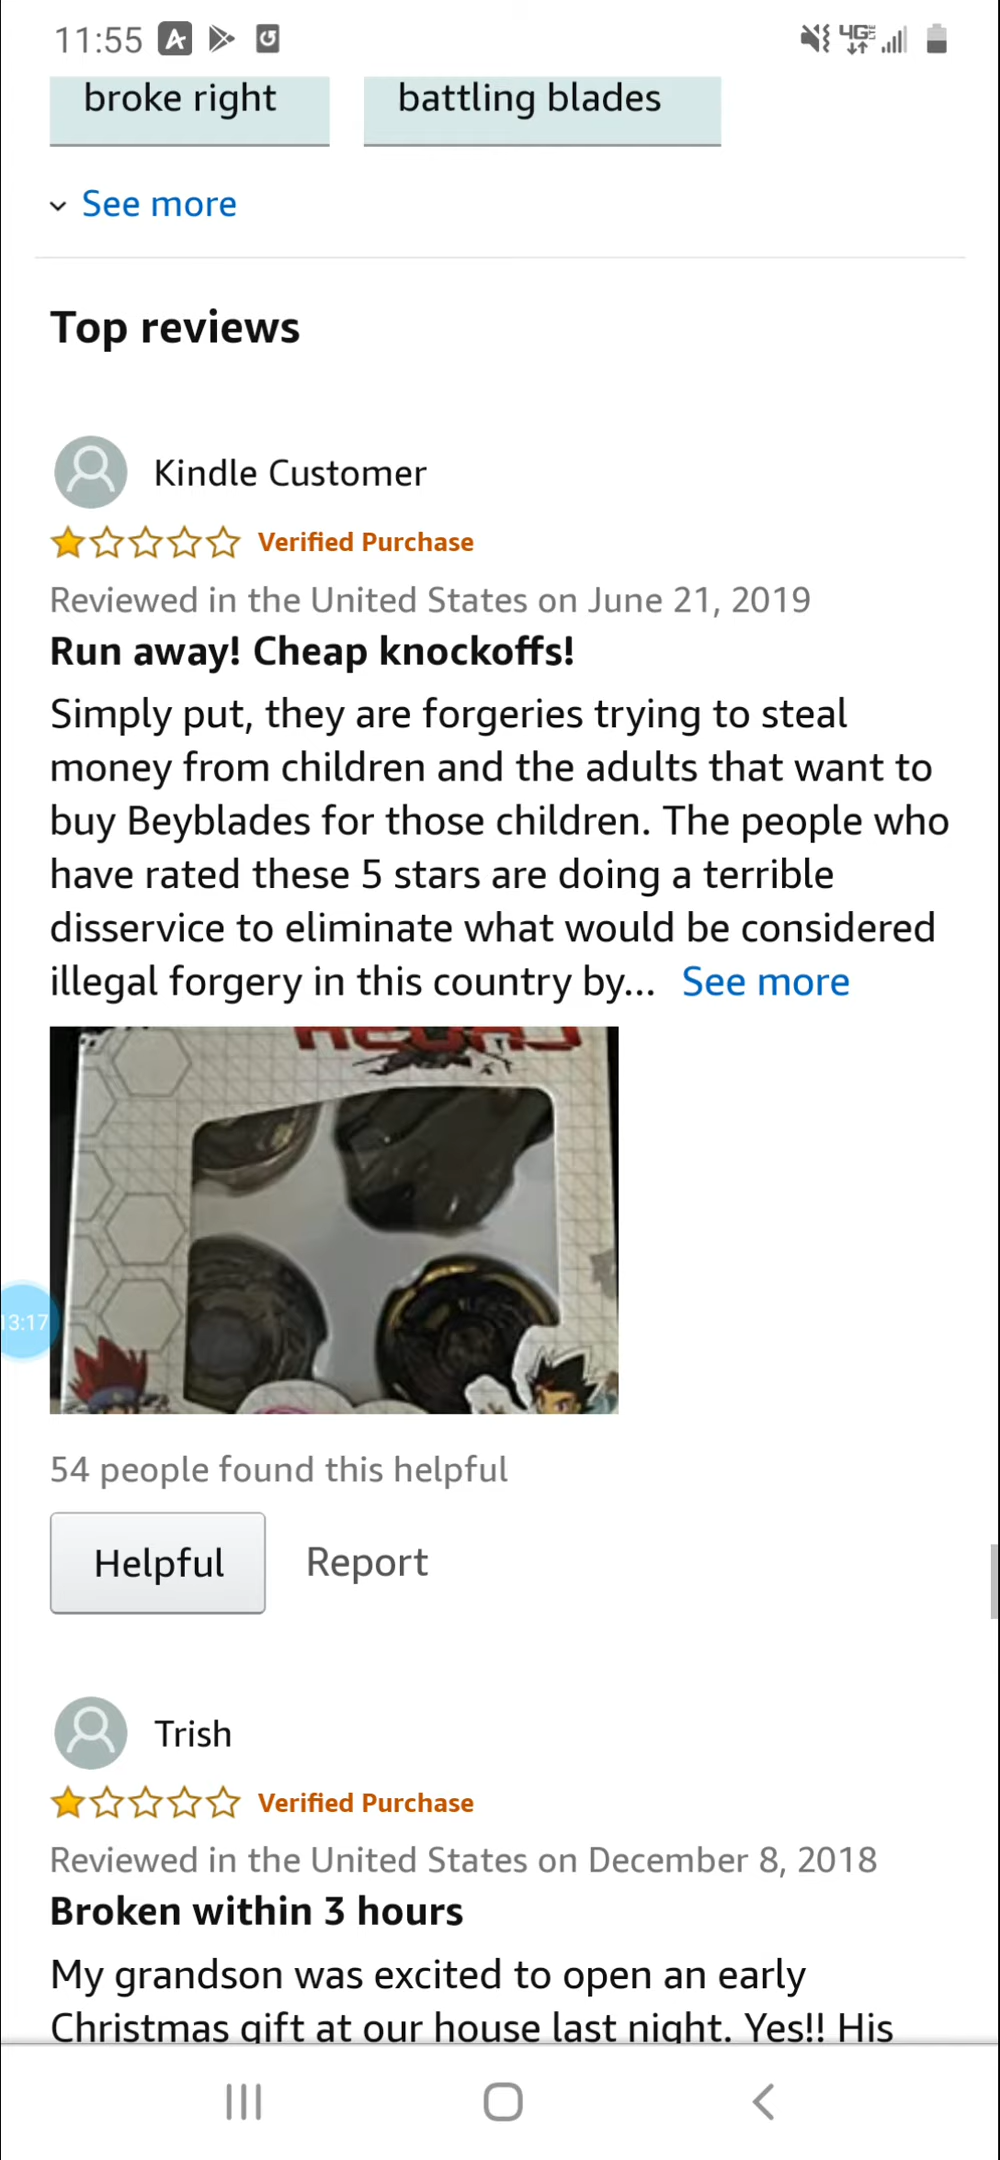 11:55
4GE
broke right
battling blades
See more
Top reviews
Kindle Customer
Verified Purchase
Reviewed in the United States on June 21, 2019
Run away! Cheap knockoffs!
Simply put, they are forgeries trying to steal
money from children and the adults that want to
buy Beyblades for those children. The people who
have rated these 5 stars are doing a terrible
disservice to eliminate what would be considered
illegal forgery in this country by... See more
13:17
54 people found this helpful
Helpful
Report
Trish
Verified Purchase
Reviewed in the United States on December 8, 2018
Broken within 3 hours
My grandson was excited to open an early
Christmas gift at our house last night. Yes!! His